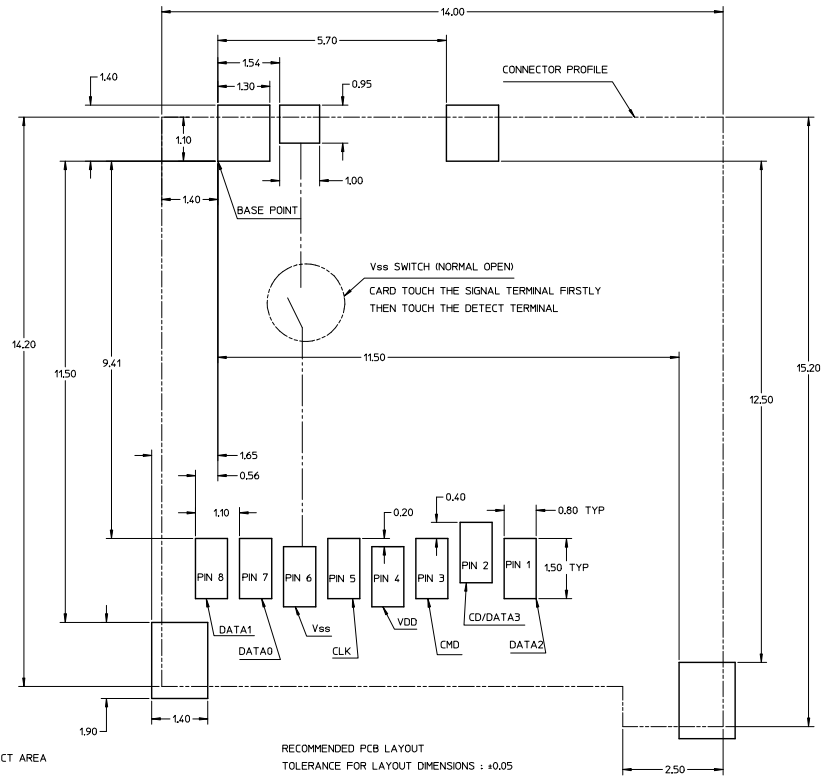 14.00
5.70
1.54
1.40
1.30
0.95
CONNECTOR PROFILE
1.10
1.00
1.40
BASE POINT
Vss SWITCH (NORMAL OPEN)
CARD TOUCH THE SIGNAL TERMINAL FIRSTLY
THEN TOUCH THE DETECT TERMINAL
14.20
11.50
9.41
11.50
15.20
12.50
1.65
0.56
1.10
0.20
0.40
0.80 TYP
1.50 TYP
PIN 8
PIN 7
PIN 6
PIN 5
PIN 4
PIN 3
PIN 2
PIN 1
DATA1
DATA0
Vss
CLK
VDD
CMD
CD/DATA3
DATA2
1.90
1.40
CT AREA
RECOMMENDED PCB LAYOUT
TOLERANCE FOR LAYOUT DIMENSIONS : ±0.05
2.50